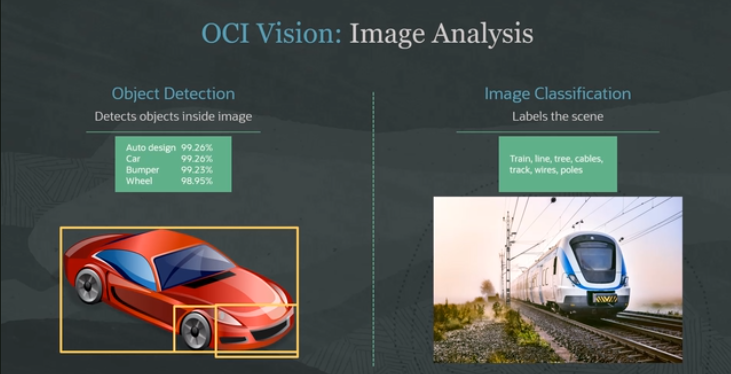 OCI Vision: Image Analysis
Object Detection
Detects objects inside image
Auto design 99.26%
Car 99.26%
Bumper 99.23%
Wheel 98.95%
Image Classification
Labels the scene
Train, line, tree, cables,
track, wires, poles